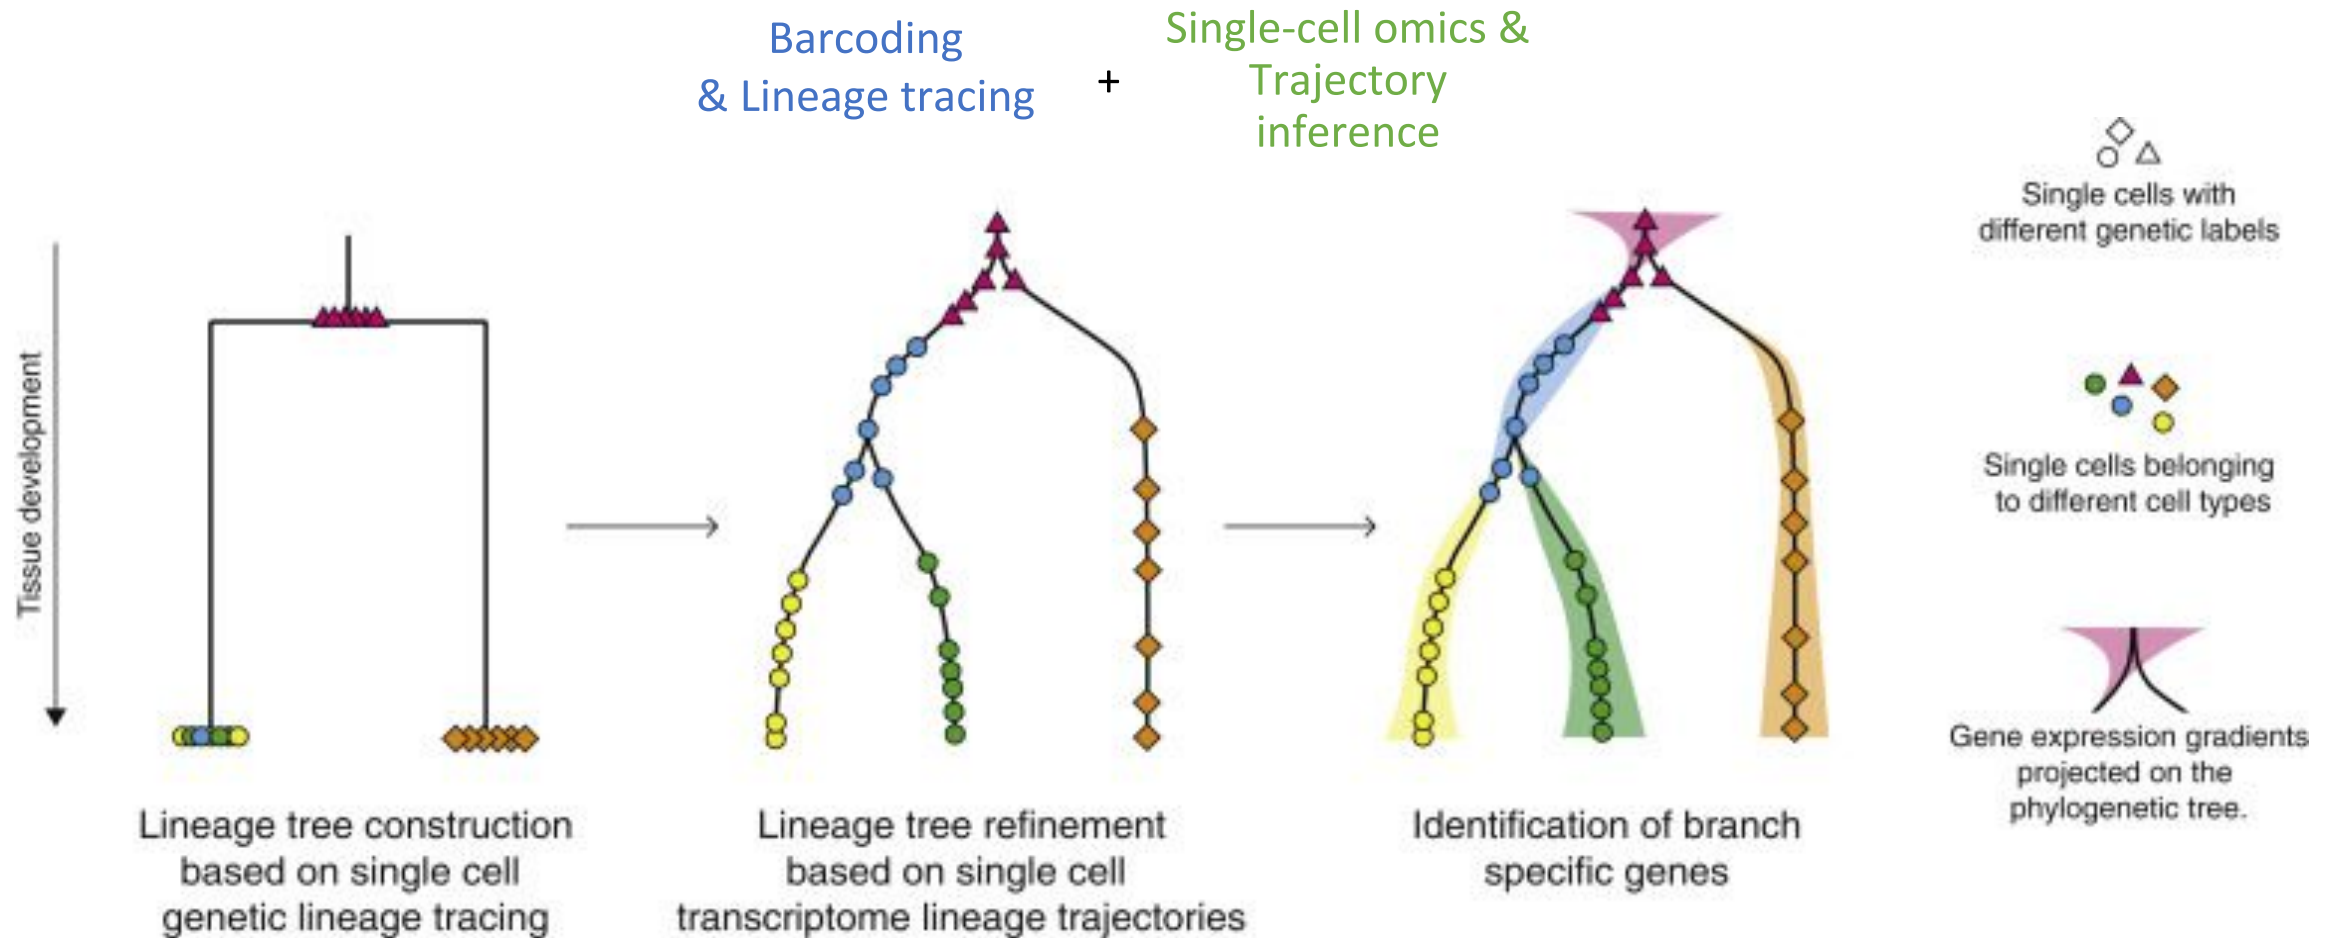 Barcoding
& Lineage tracing
+
Single-cell omics &
Trajectory
inference
Tissue development
Lineage tree construction
based on single cell
genetic lineage tracing
Lineage tree refinement
based on single cell
transcriptome lineage trajectories
Identification of branch
specific genes
Single cells with
different genetic labels
Single cells belonging
to different cell types
Gene expression gradients
projected on the
phylogenetic tree.